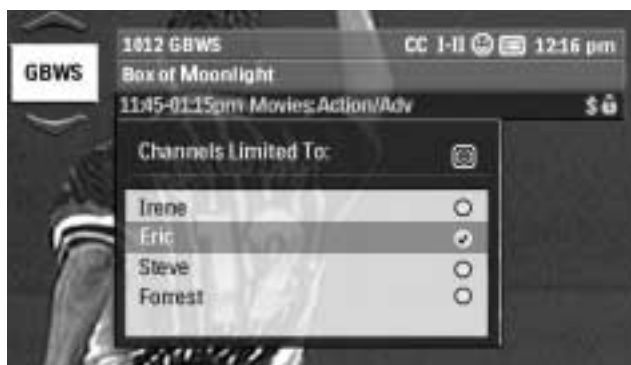 GBWS
1012 GBWS CC I-II 12:16 pm
Box of Moonlight
11:45-01:15pm Movies:Action/Adv $
Channels Limited To:
Irene
Eric
Steve
Forrest